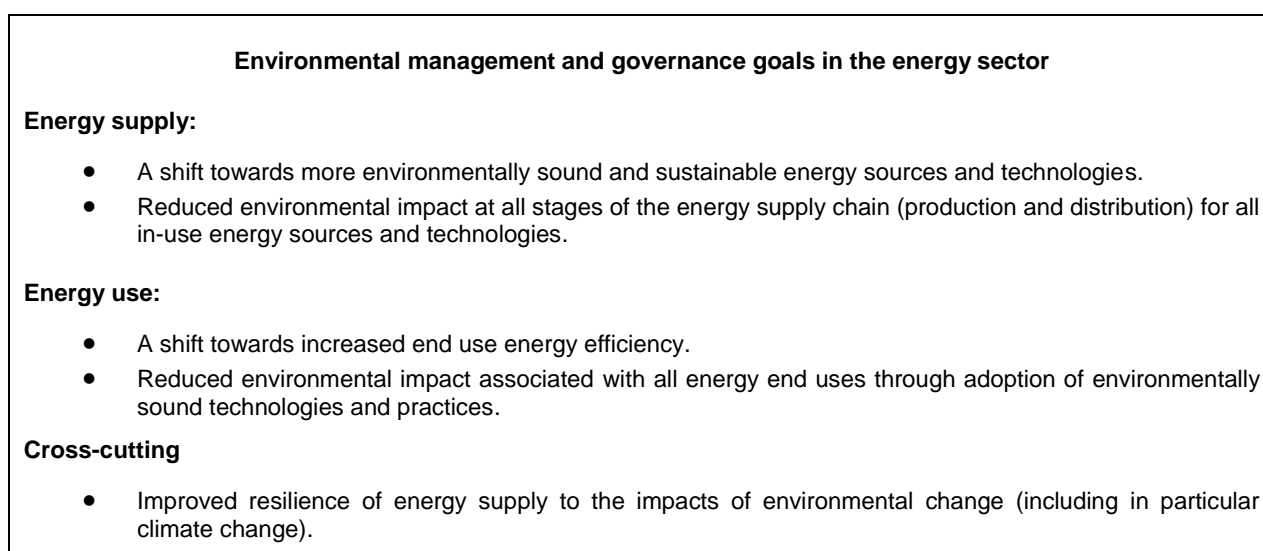 Environmental management and governance goals in the energy sector
Energy supply:
● A shift towards more environmentally sound and sustainable energy sources and technologies.
● Reduced environmental impact at all stages of the energy supply chain (production and distribution) for all
in-use energy sources and technologies.
Energy use:
● A shift towards increased end use energy efficiency.
● Reduced environmental impact associated with all energy end uses through adoption of environmentally
sound technologies and practices.
Cross-cutting
● Improved resilience of energy supply to the impacts of environmental change (including in particular
climate change).